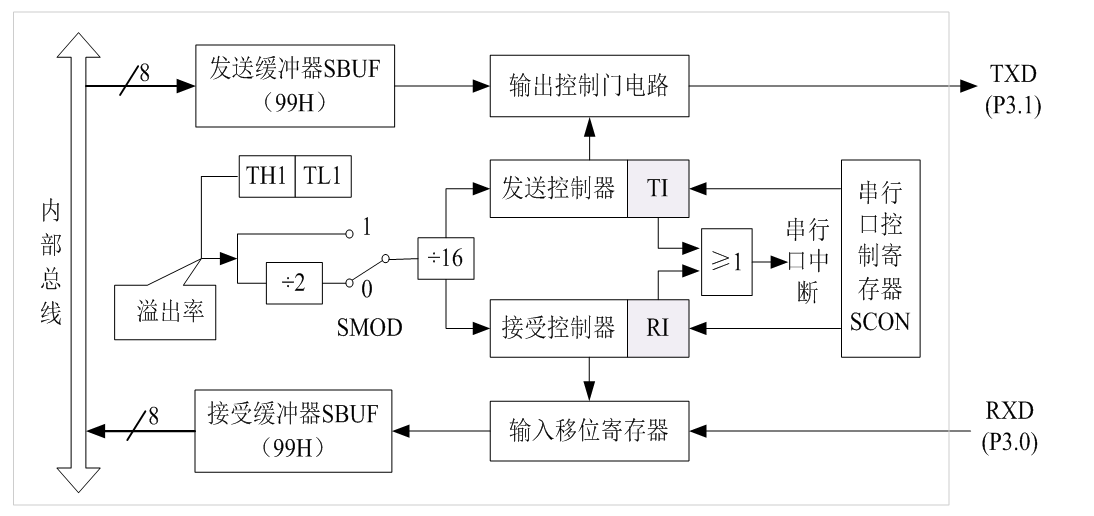 8
发送缓冲器SBUF
（99H）
输出控制门电路
TXD
(P3.1)
TH1
TL1
发送控制器
TI
串行
口控
制寄
存器
SCON
内
部
总
线
1
÷16
≥1
串行
口中
断
÷2
0
溢出率
SMOD
接受控制器
RI
8
接受缓冲器SBUF
（99H）
输入移位寄存器
RXD
(P3.0)